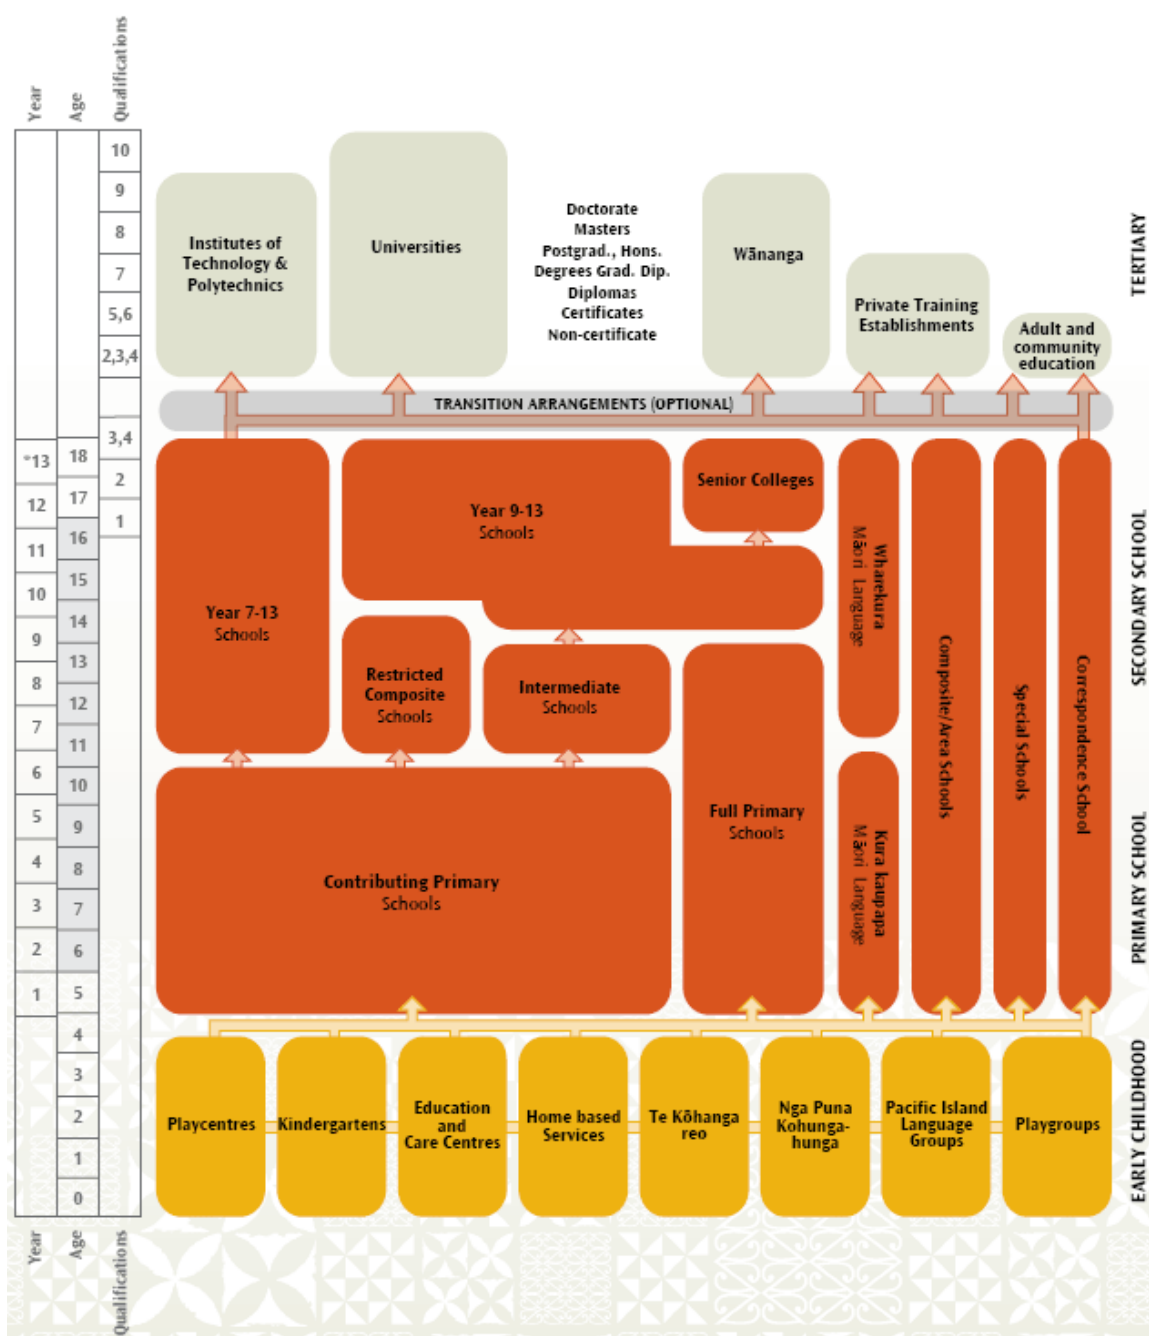 Year
Age
Qualifications
10
9
8
7
5,6
2,3,4
3,4
2
1
*13
12
11
10
9
8
7
6
5
4
3
2
1
18
17
16
15
14
13
12
11
10
9
8
7
6
5
4
3
2
1
0
Institutes of
Technology &
Polytechnics
Universities
Doctorate
Masters
Postgrad., Hons.
Degrees Grad. Dip.
Diplomas
Certificates
Non-certificate
Wānanga
Private Training
Establishments
Adult and
community
education
TERTIARY
TRANSITION ARRANGEMENTS (OPTIONAL)
Year 7-13
Schools
Year 9-13
Schools
Senior Colleges
Restricted
Composite
Schools
Intermediate
Schools
Wharekura
Māori Language
Composite/Area Schools
Special Schools
Correspondence School
SECONDARY SCHOOL
Contributing Primary
Schools
Full Primary
Schools
Kura kaupapa
Māori Language
PRIMARY SCHOOL
Playcentres
Kindergartens
Education
and
Care Centres
Home based
Services
Te Kōhanga
reo
Nga Puna
Kohunga-
hunga
Pacific Island
Language
Groups
Playgroups
EARLY CHILDHOOD
Year
Age
Qualifications